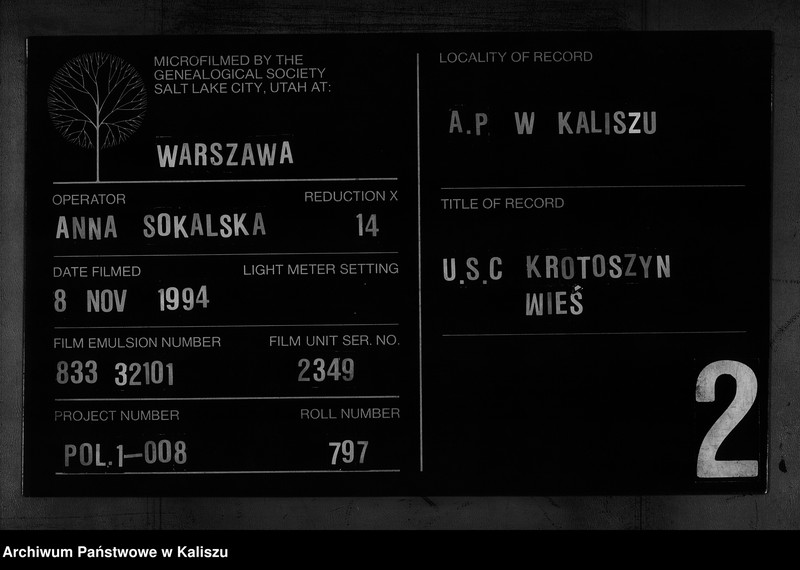 MICROFILMED BY THE
GENEALOGICAL SOCIETY
SALT LAKE CITY, UTAH AT:
WARSZAWA
OPERATOR REDUCTION X
ANNA SOKALSKA 14
DATE FILMED LIGHT METER SETTING
8 NOV 1994
FILM EMULSION NUMBER FILM UNIT SER. NO.
833 32101 2349
PROJECT NUMBER ROLL NUMBER
POL.1-008 797
LOCALITY OF RECORD
A.P. W KALISZU
TITLE OF RECORD
U.S.C KROTOSZYN
WIEŚ
2
Archiwum Państwowe w Kaliszu